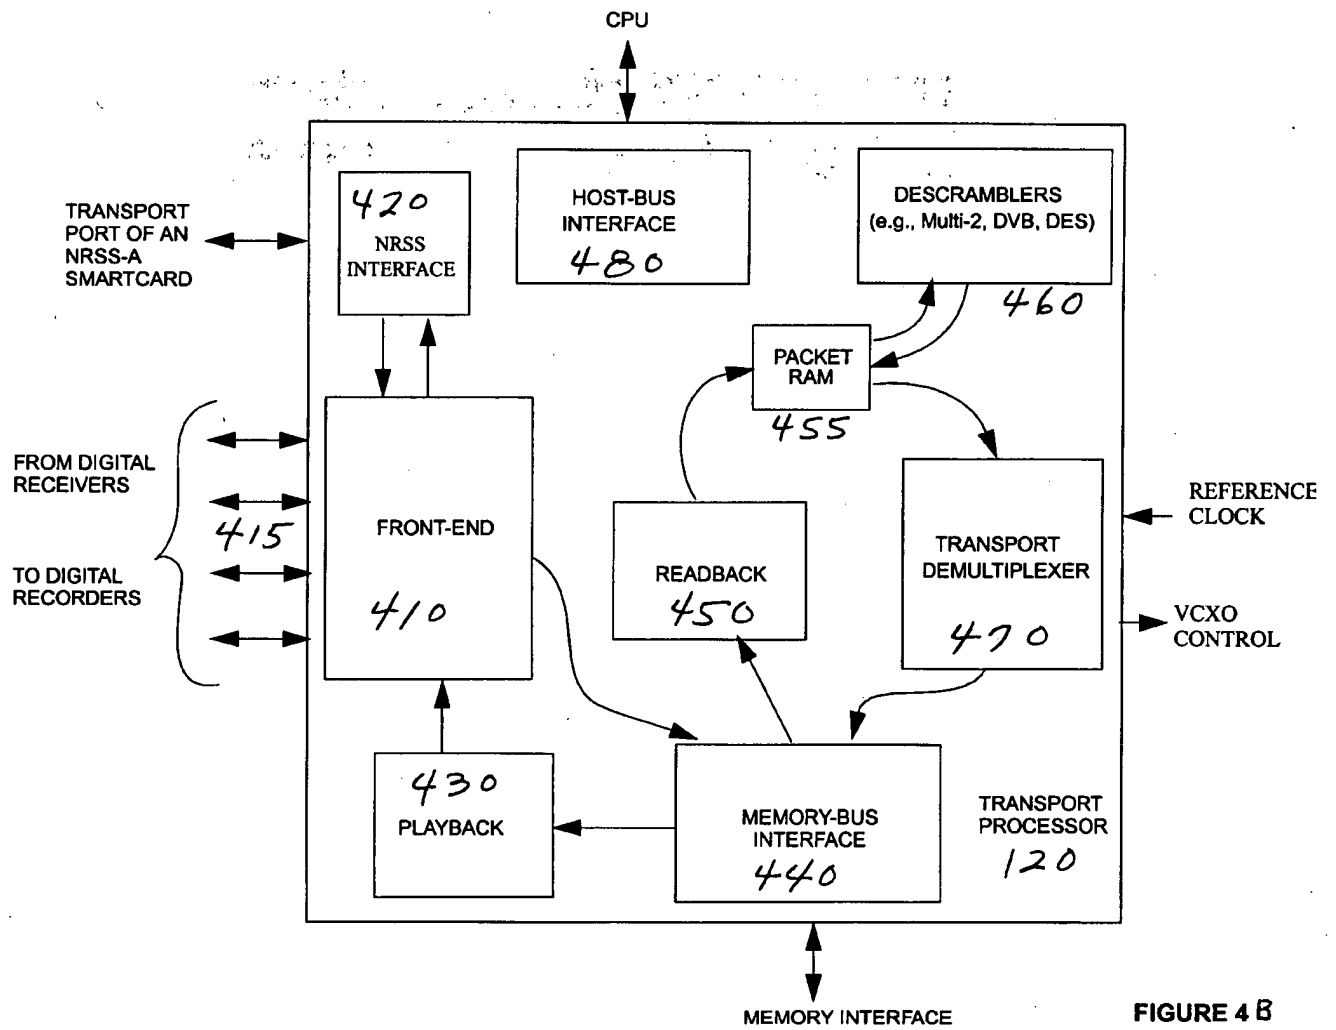 CPU
TRANSPORT
PORT OF AN
NRSS-A
SMARTCARD
420
NRSS
INTERFACE
HOST-BUS
INTERFACE
480
DESCRAMBLERS
(e.g., Multi-2, DVB, DES)
460
PACKET
RAM
455
FROM DIGITAL
RECEIVERS
415
TO DIGITAL
RECORDERS
FRONT-END
410
READBACK
450
TRANSPORT
DEMULTIPLEXER
470
REFERENCE
CLOCK
VCXO
CONTROL
430
PLAYBACK
MEMORY-BUS
INTERFACE
440
TRANSPORT
PROCESSOR
120
MEMORY INTERFACE
FIGURE 4 B